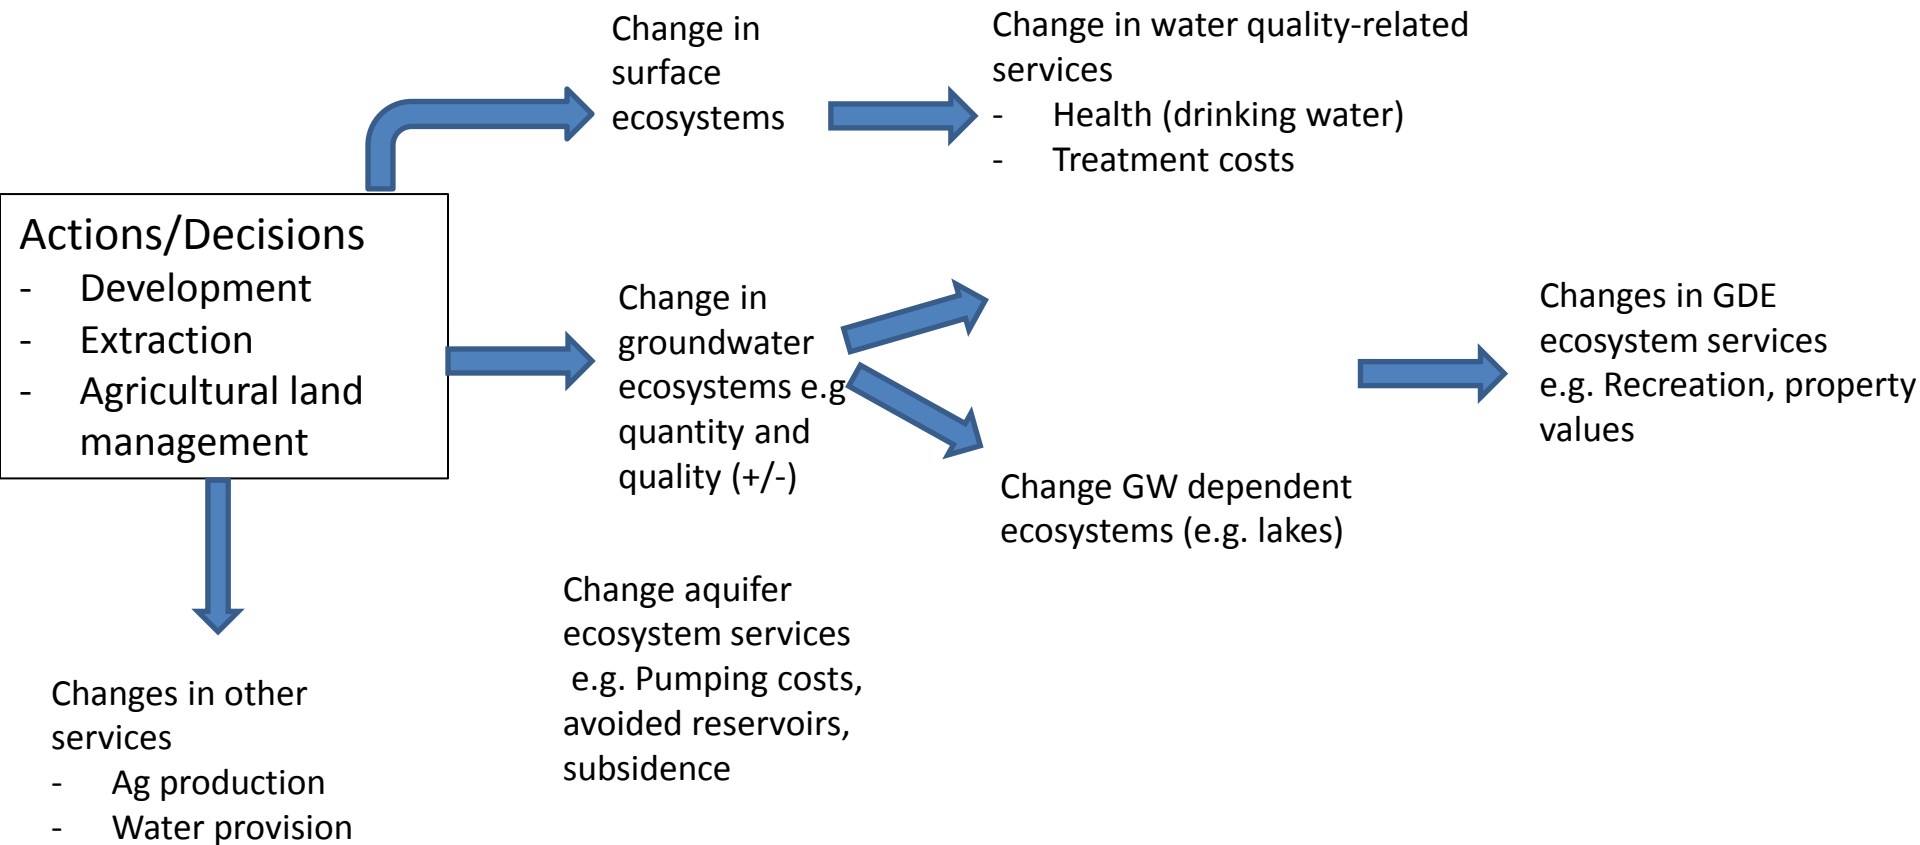 Change in
surface
ecosystems
Change in water quality-related
services
- Health (drinking water)
- Treatment costs
Actions/Decisions
- Development
- Extraction
- Agricultural land
management
Change in
groundwater
ecosystems e.g
quantity and
quality (+/-)
Changes in GDE
ecosystem services
e.g. Recreation, property
values
Change GW dependent
ecosystems (e.g. lakes)
Change aquifer
ecosystem services
e.g. Pumping costs,
avoided reservoirs,
subsidence
Changes in other
services
- Ag production
- Water provision